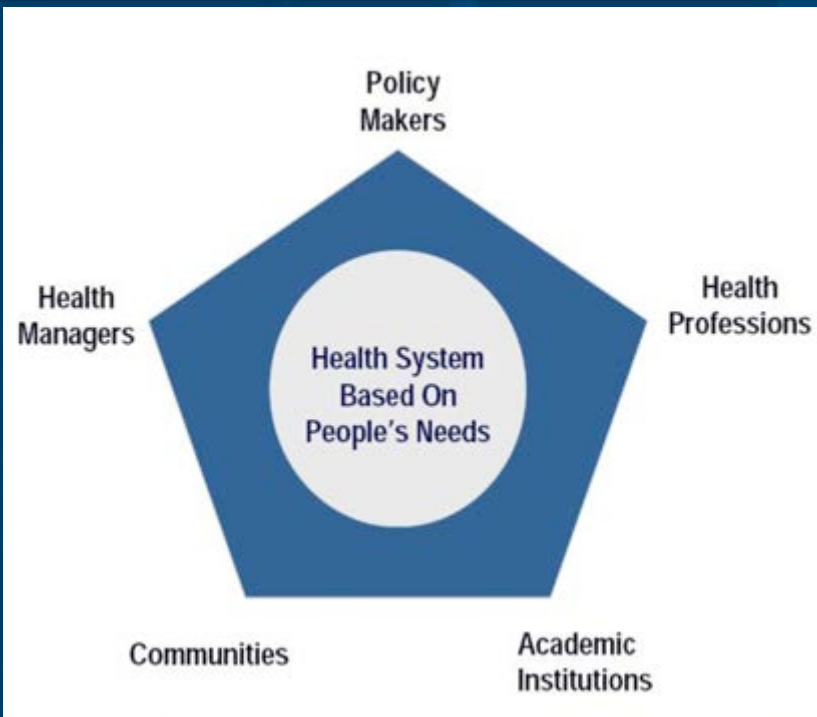 Policy
Makers
Health
Managers
Health
Professions
Health System
Based On
People's Needs
Communities
Academic
Institutions